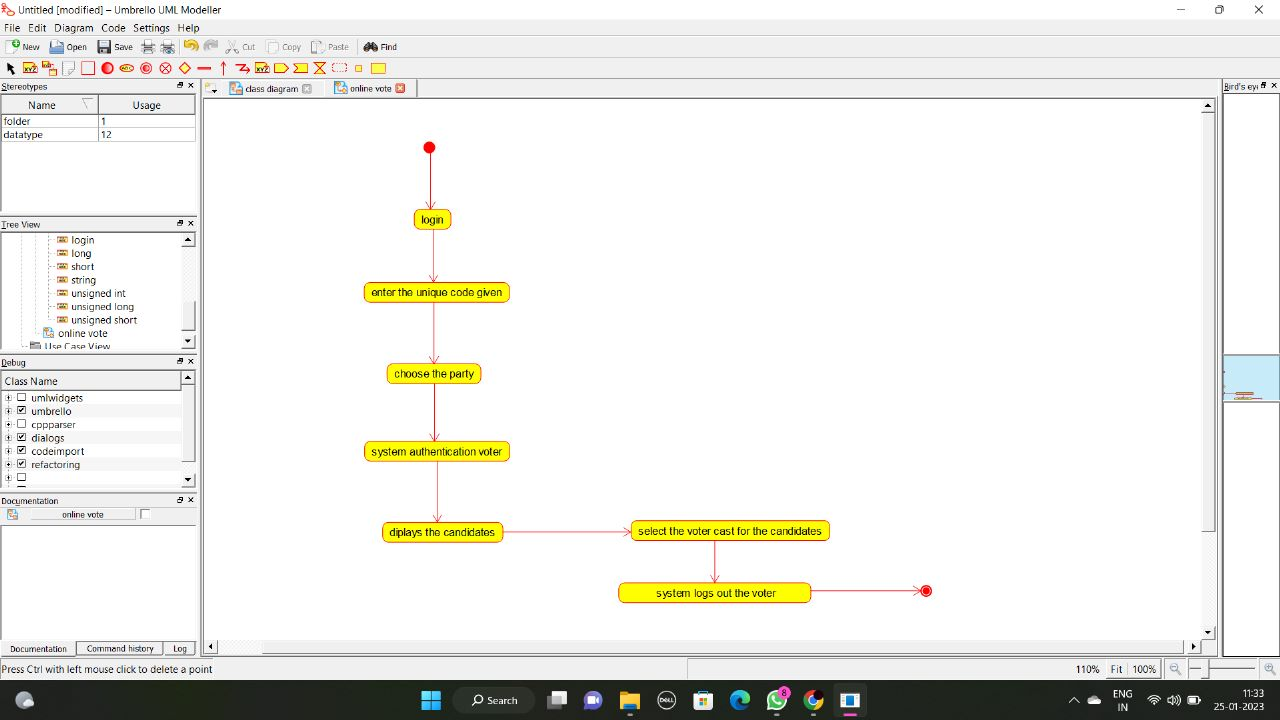 Untitled [modified] – Umbrello UML Modeller
File Edit Diagram Code Settings Help
New Open Save Cut Copy Paste Find
Stereotypes
Name Usage
folder 1
datatype 12
Tree View
login
long
short
string
unsigned int
unsigned long
unsigned short
online vote
Use Case View
Debug
Class Name
umlwidgets
umbrello
cppparser
dialogs
codeimport
refactoring
Documentation
online vote
Documentation Command history Log
class diagram online vote
login
enter the unique code given
choose the party
system authentication voter
diplays the candidates
select the voter cast for the candidates
system logs out the voter
Bird's ey
Press Ctrl with left mouse click to delete a point
110% Fit 100%
Search
DELL
8
ENG
IN
11:33
25-01-2023